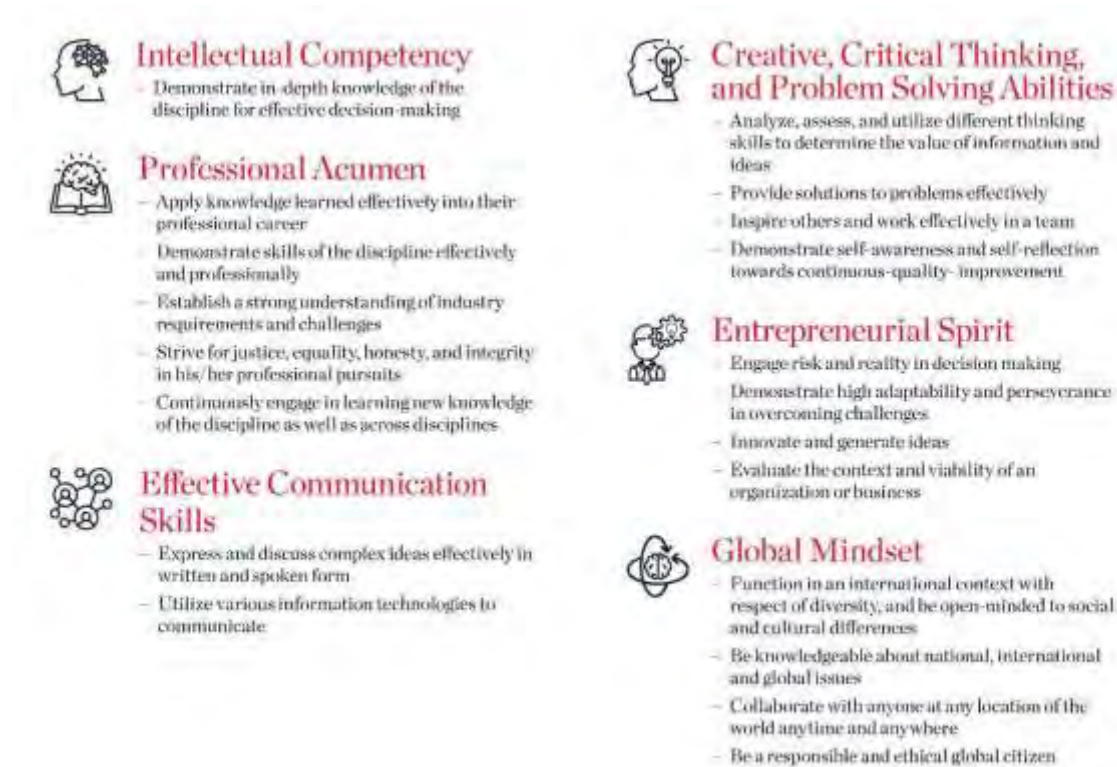 Intellectual Competency
– Demonstrate in-depth knowledge of the
discipline for effective decision-making
Professional Acumen
– Apply knowledge learned effectively into their
professional career
Demonstrate skills of the discipline effectively
and professionally
– Establish a strong understanding of industry
requirements and challenges
– Strive for justice, equality, honesty, and integrity
in his/her professional pursuits
– Continuously engage in learning new knowledge
of the discipline as well as across disciplines
Effective Communication
Skills
– Express and discuss complex ideas effectively in
written and spoken form
– Utilize various information technologies to
communicate
Creative, Critical Thinking,
and Problem Solving Abilities
– Analyze, assess, and utilize different thinking
skills to determine the value of information and
ideas
– Provide solutions to problems effectively
– Inspire others and work effectively in a team
– Demonstrate self-awareness and self-reflection
towards continuous-quality- improvement
Entrepreneurial Spirit
– Engage risk and reality in decision making
Demonstrate high adaptability and perseverance
in overcoming challenges
– Innovate and generate ideas
– Evaluate the context and viability of an
organization or business
Global Mindset
– Function in an international context with
respect of diversity, and be open-minded to social
and cultural differences
– Be knowledgeable about national, international
and global issues
– Collaborate with anyone at any location of the
world anytime and anywhere
– Be a responsible and ethical global citizen